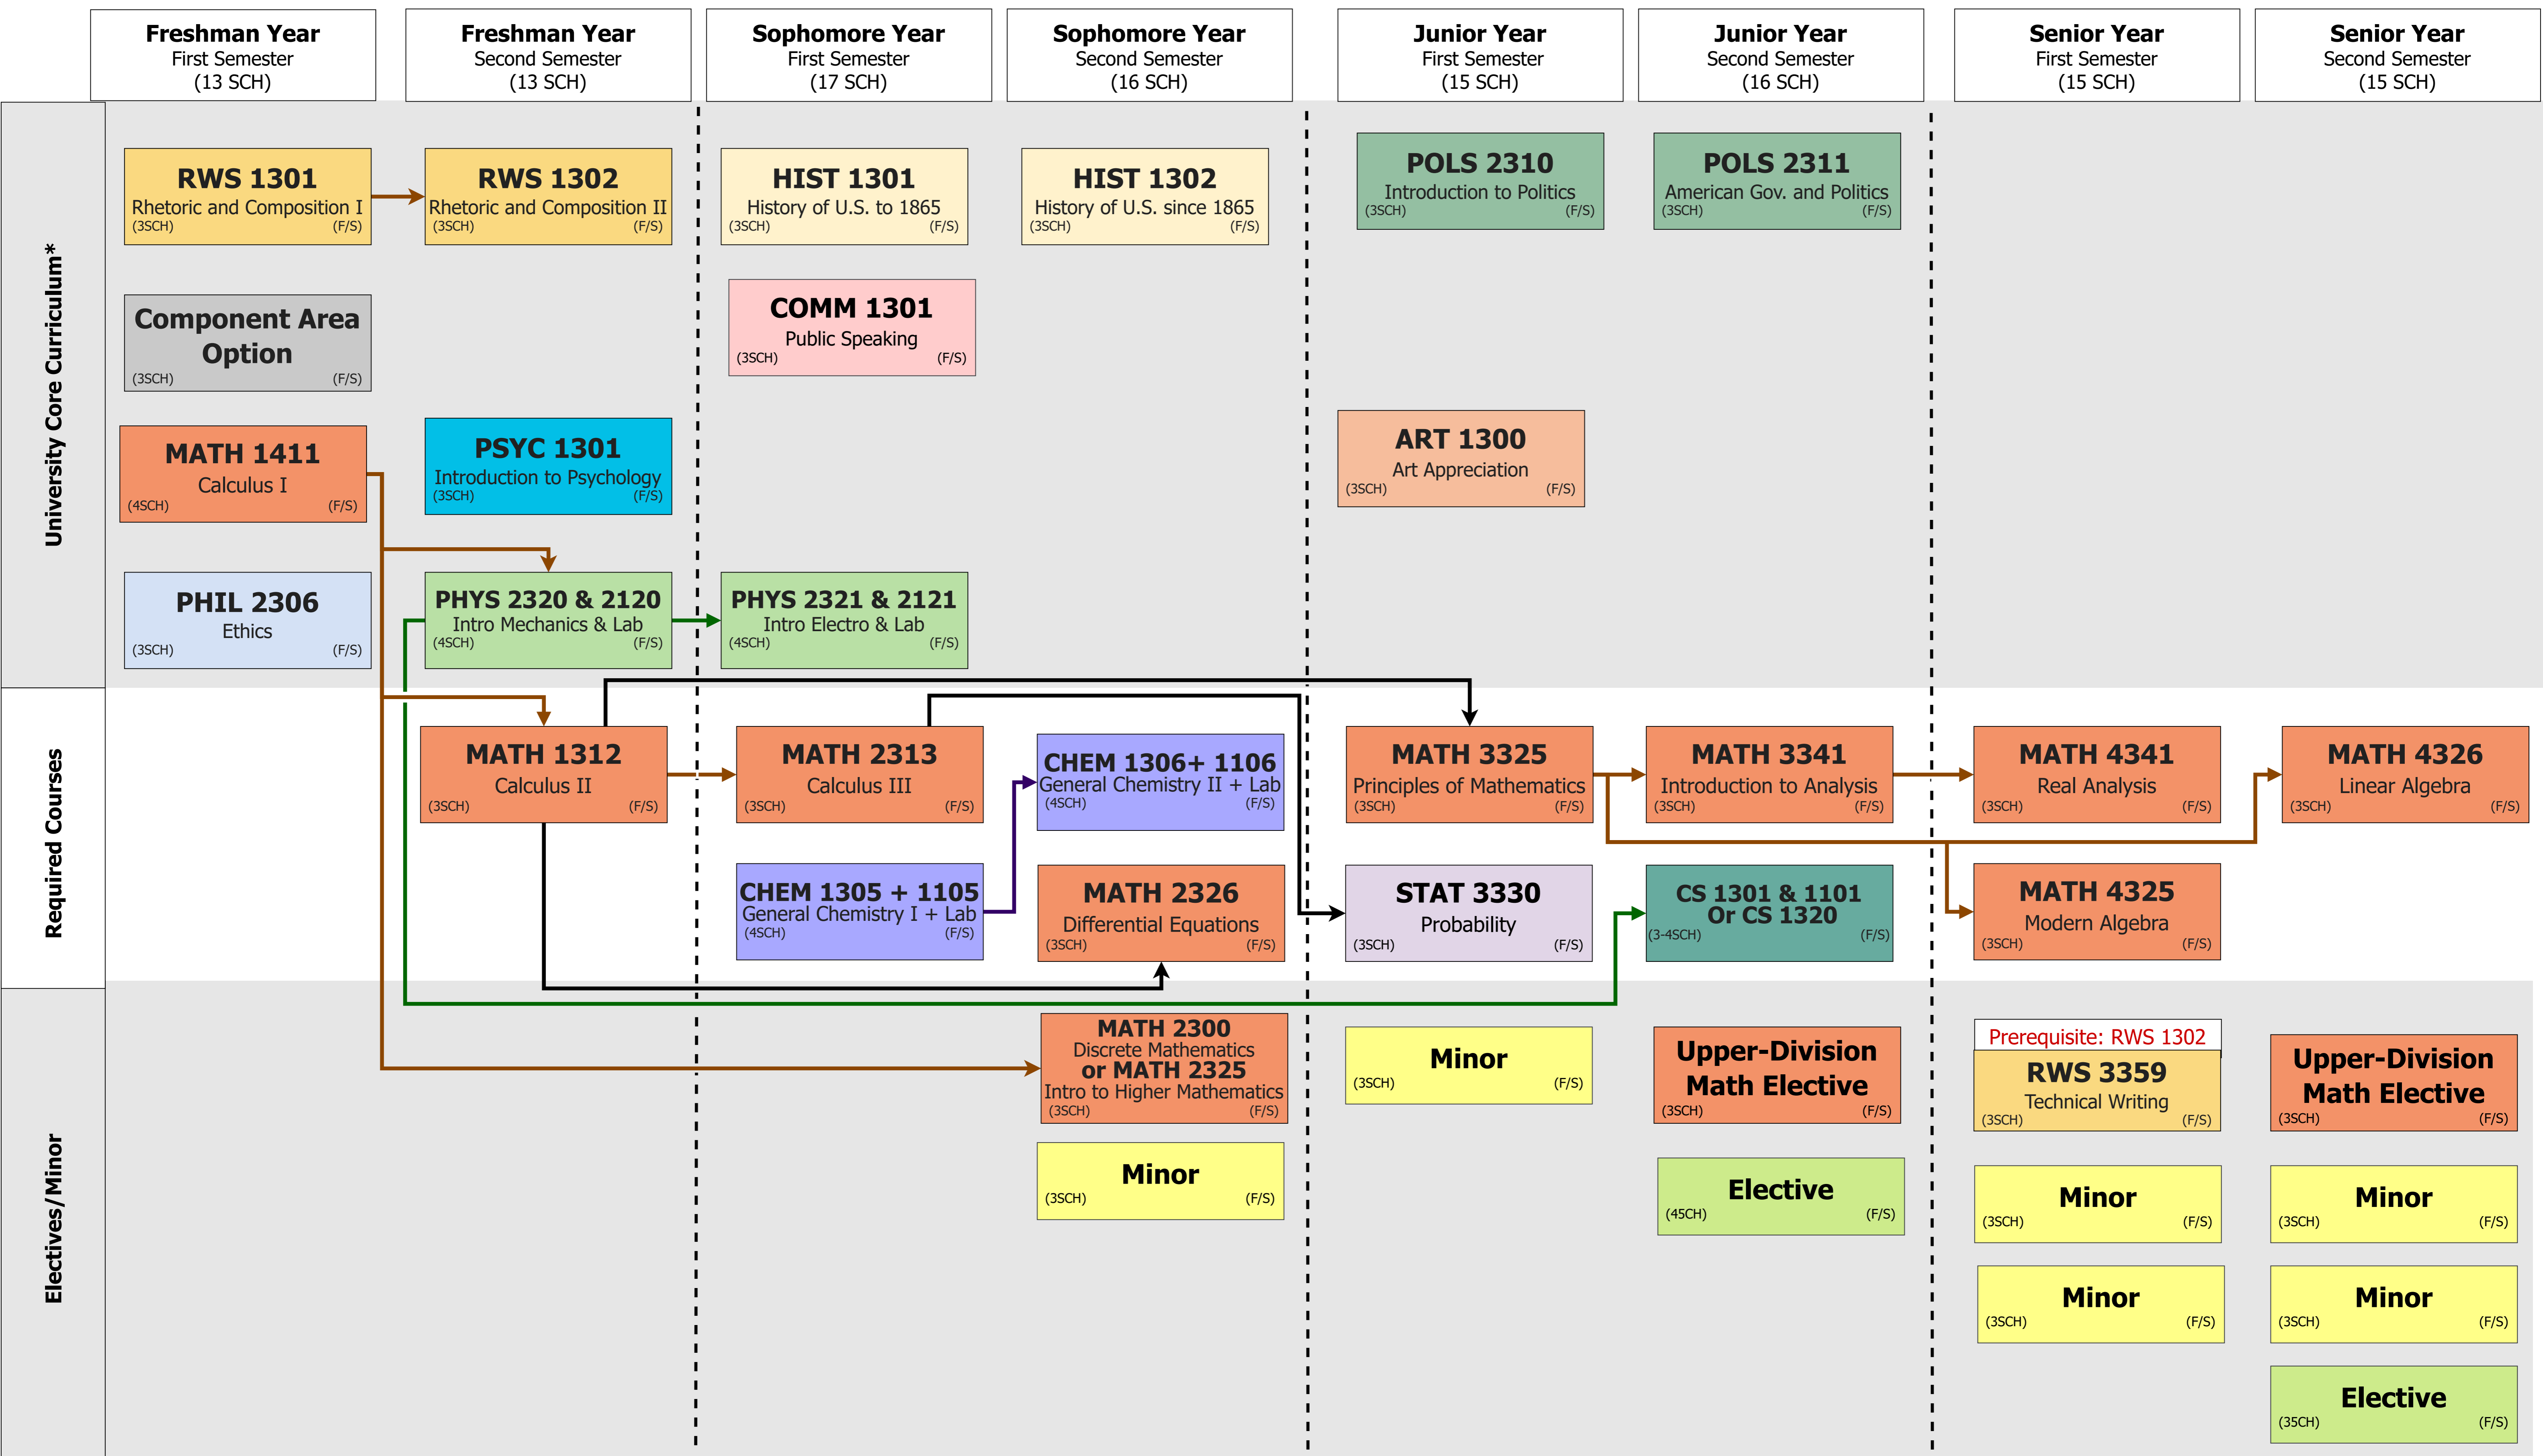 Freshman Year
First Semester
(13 SCH)
Freshman Year
Second Semester
(13 SCH)
Sophomore Year
First Semester
(17 SCH)
Sophomore Year
Second Semester
(16 SCH)
Junior Year
First Semester
(15 SCH)
Junior Year
Second Semester
(16 SCH)
Senior Year
First Semester
(15 SCH)
Senior Year
Second Semester
(15 SCH)
University Core Curriculum*
RWS 1301
Rhetoric and Composition I
(3SCH) (F/S)
RWS 1302
Rhetoric and Composition II
(3SCH) (F/S)
HIST 1301
History of U.S. to 1865
(3SCH) (F/S)
HIST 1302
History of U.S. since 1865
(3SCH) (F/S)
POLS 2310
Introduction to Politics
(3SCH) (F/S)
POLS 2311
American Gov. and Politics
(3SCH) (F/S)
Component Area
Option
(3SCH) (F/S)
COMM 1301
Public Speaking
(3SCH) (F/S)
MATH 1411
Calculus I
(4SCH) (F/S)
PSYC 1301
Introduction to Psychology
(3SCH) (F/S)
ART 1300
Art Appreciation
(3SCH) (F/S)
PHIL 2306
Ethics
(3SCH) (F/S)
PHYS 2320 & 2120
Intro Mechanics & Lab
(4SCH) (F/S)
PHYS 2321 & 2121
Intro Electro & Lab
(4SCH) (F/S)
Required Courses
MATH 1312
Calculus II
(3SCH) (F/S)
MATH 2313
Calculus III
(3SCH) (F/S)
CHEM 1306+ 1106
General Chemistry II + Lab
(4SCH) (F/S)
MATH 3325
Principles of Mathematics
(3SCH) (F/S)
MATH 3341
Introduction to Analysis
(3SCH) (F/S)
MATH 4341
Real Analysis
(3SCH) (F/S)
MATH 4326
Linear Algebra
(3SCH) (F/S)
CHEM 1305 + 1105
General Chemistry I + Lab
(4SCH) (F/S)
MATH 2326
Differential Equations
(3SCH) (F/S)
STAT 3330
Probability
(3SCH) (F/S)
CS 1301 & 1101
Or CS 1320
(3-4SCH) (F/S)
MATH 4325
Modern Algebra
(3SCH) (F/S)
Electives/Minor
MATH 2300
Discrete Mathematics
or MATH 2325
Intro to Higher Mathematics
(3SCH) (F/S)
Minor
(3SCH) (F/S)
Upper-Division
Math Elective
(3SCH) (F/S)
Prerequisite: RWS 1302
RWS 3359
Technical Writing
(3SCH) (F/S)
Upper-Division
Math Elective
(3SCH) (F/S)
Minor
(3SCH) (F/S)
Elective
(45CH) (F/S)
Minor
(3SCH) (F/S)
Minor
(3SCH) (F/S)
Minor
(3SCH) (F/S)
Minor
(3SCH) (F/S)
Elective
(35CH) (F/S)